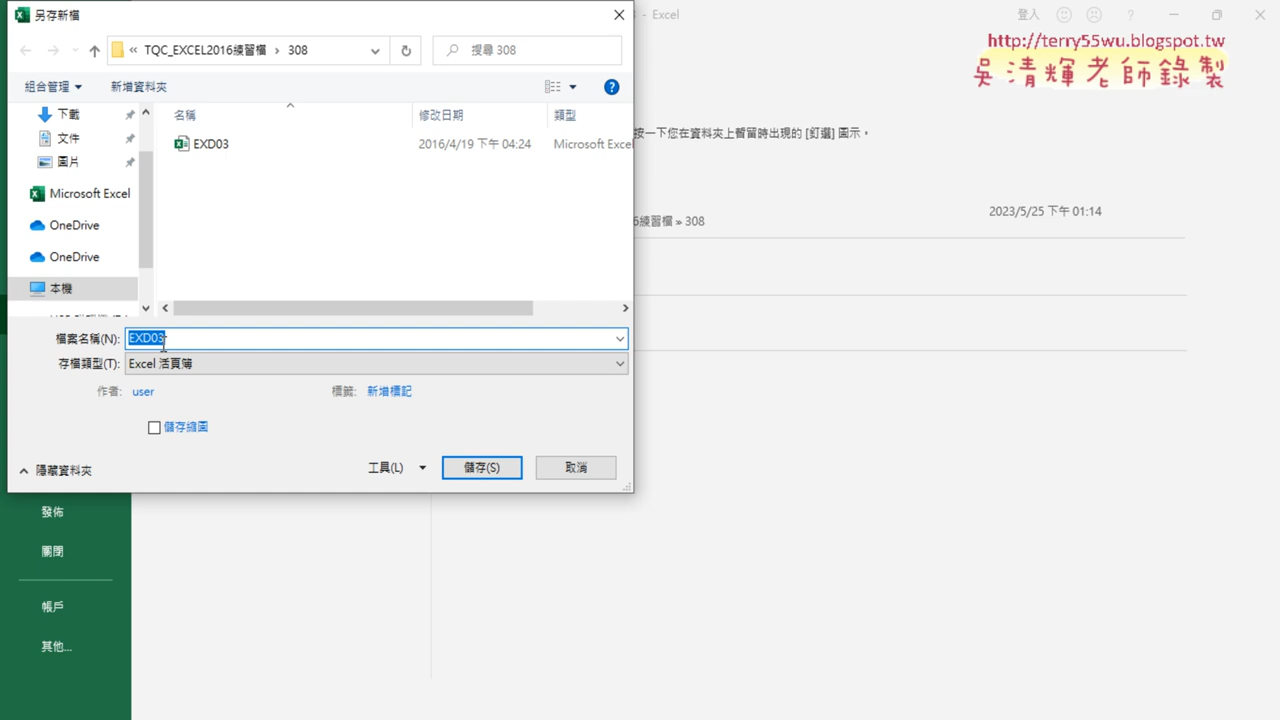 另存新檔
- Excel
登入
http://terry55wu.blogspot.tw
吳清輝老師錄製
« TQC_EXCEL2016練習檔 › 308
搜尋 308
組合管理
新增資料夾
名稱
修改日期
類型
下載
文件
圖片
Microsoft Excel
OneDrive
OneDrive
本機
EXD03
2016/4/19 下午 04:24
Microsoft Excel
按一下您在資料夾上暫留時出現的 [釘選] 圖示。
6練習檔 » 308
2023/5/25 下午 01:14
檔案名稱(N):
EXD03
存檔類型(T):
Excel 活頁簿
作者:
user
標籤:
新增標記
儲存縮圖
隱藏資料夾
工具(L)
儲存(S)
取消
發佈
關閉
帳戶
其他...